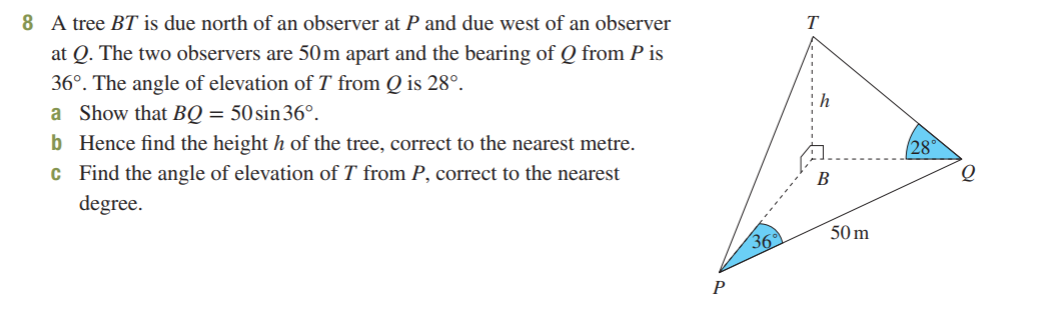 8 A tree BT is due north of an observer at P and due west of an observer
at Q. The two observers are 50 m apart and the bearing of Q from P is
36°. The angle of elevation of T from Q is 28°.
a Show that BQ = 50 sin 36°.
b Hence find the height h of the tree, correct to the nearest metre.
c Find the angle of elevation of T from P, correct to the nearest
degree.
T
h
28°
B
Q
36°
50 m
P